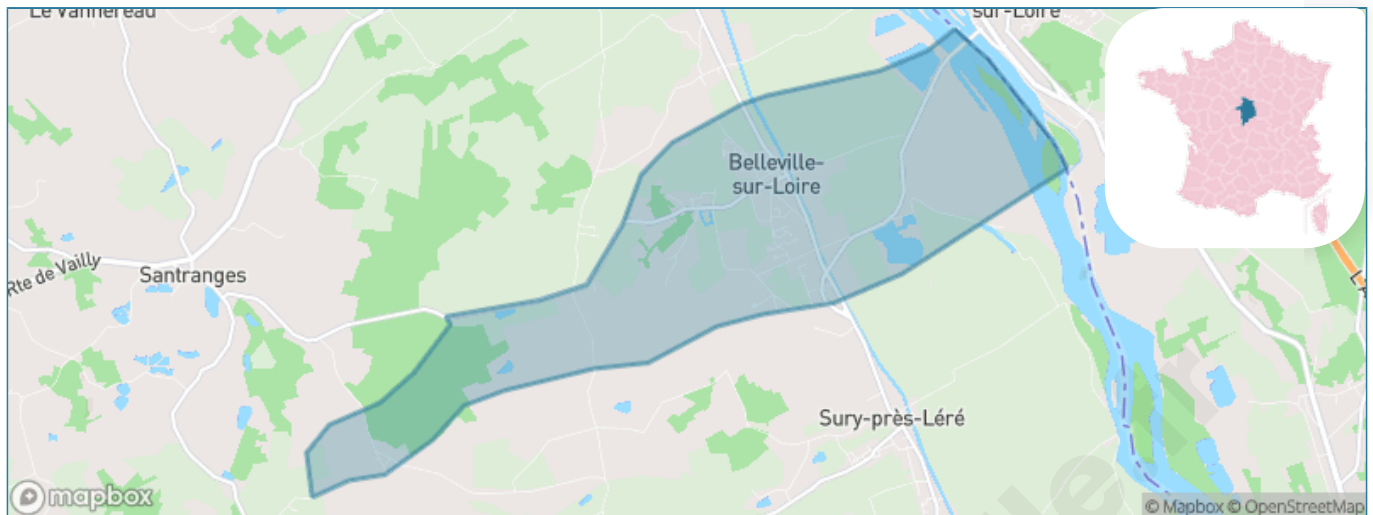 Le Vannereau
sur-Loire
Belleville-
sur-Loire
Rte de Vailly
Santranges
Sury-près-Léré
mapbox
© Mapbox © OpenStreetMap